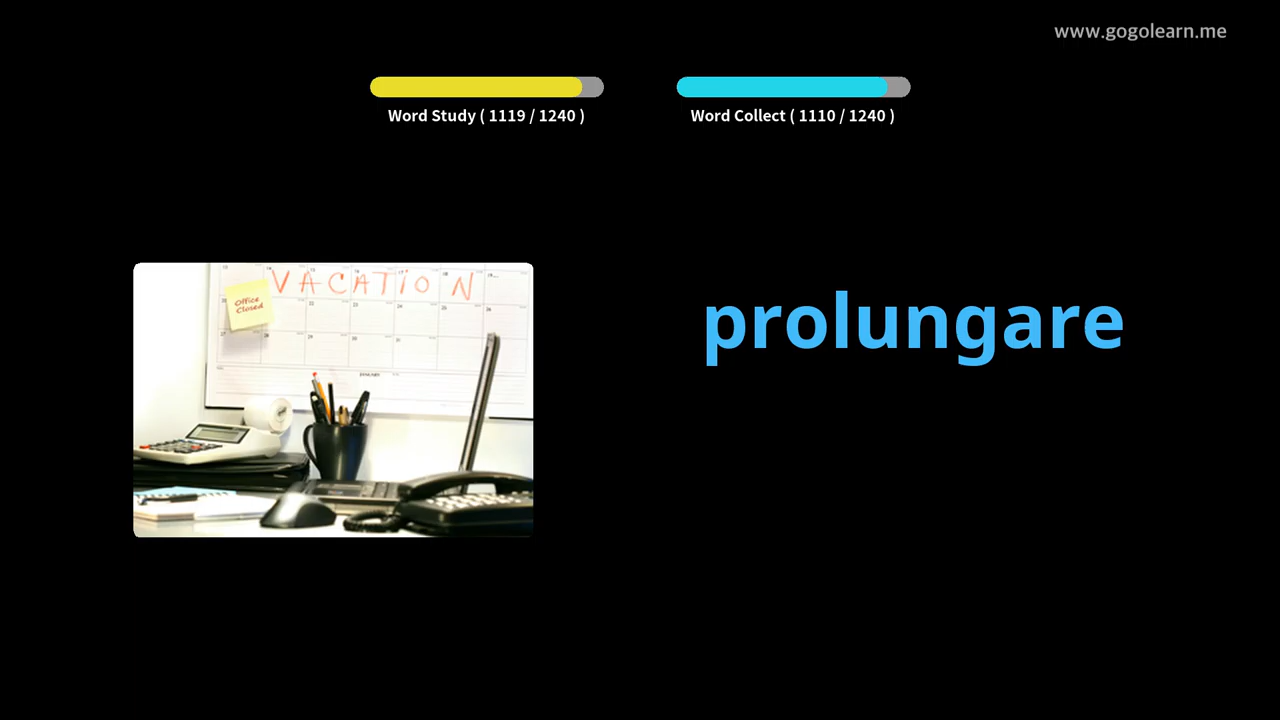 www.gogolearn.me
Word Study ( 1119 / 1240 )
Word Collect ( 1110 / 1240 )
VACATION
Office
Closed
prolungare